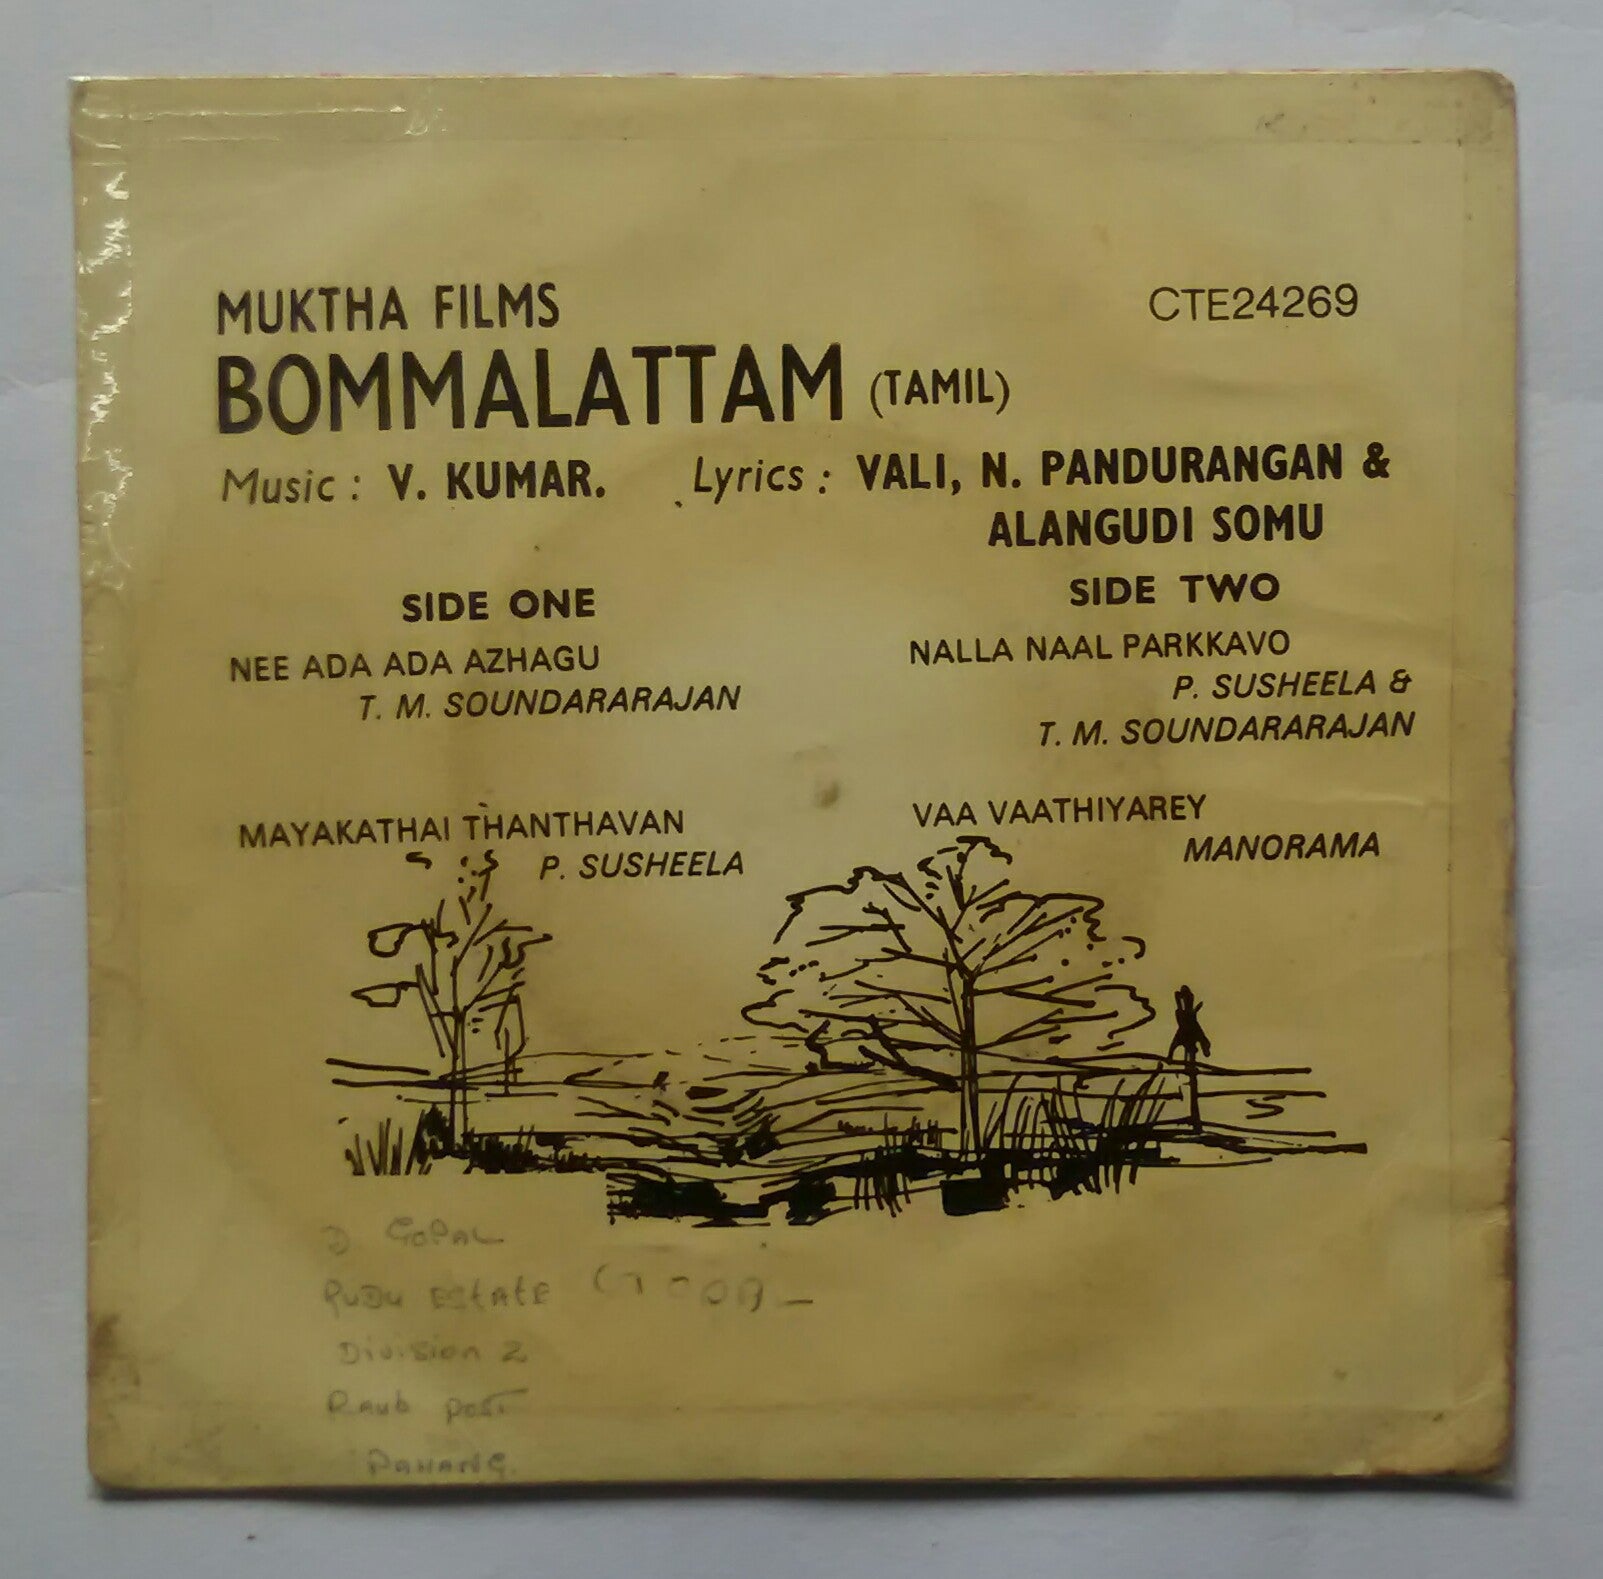 MUKTHA FILMS
CTE24269
BOMMALATTAM (TAMIL)
Music : V. KUMAR. Lyrics : VALI, N. PANDURANGAN &
ALANGUDI SOMU
SIDE ONE
NEE ADA ADA AZHAGU
T. M. SOUNDARARAJAN
MAYAKATHAI THANTHAVAN
P. SUSHEELA
SIDE TWO
NALLA NAAL PARKKAVO
P. SUSHEELA &
T. M. SOUNDARARAJAN
VAA VAATHIYAREY
MANORAMA
D GOPAL
ESTATE
Division 2
Raub post
PAHANG.